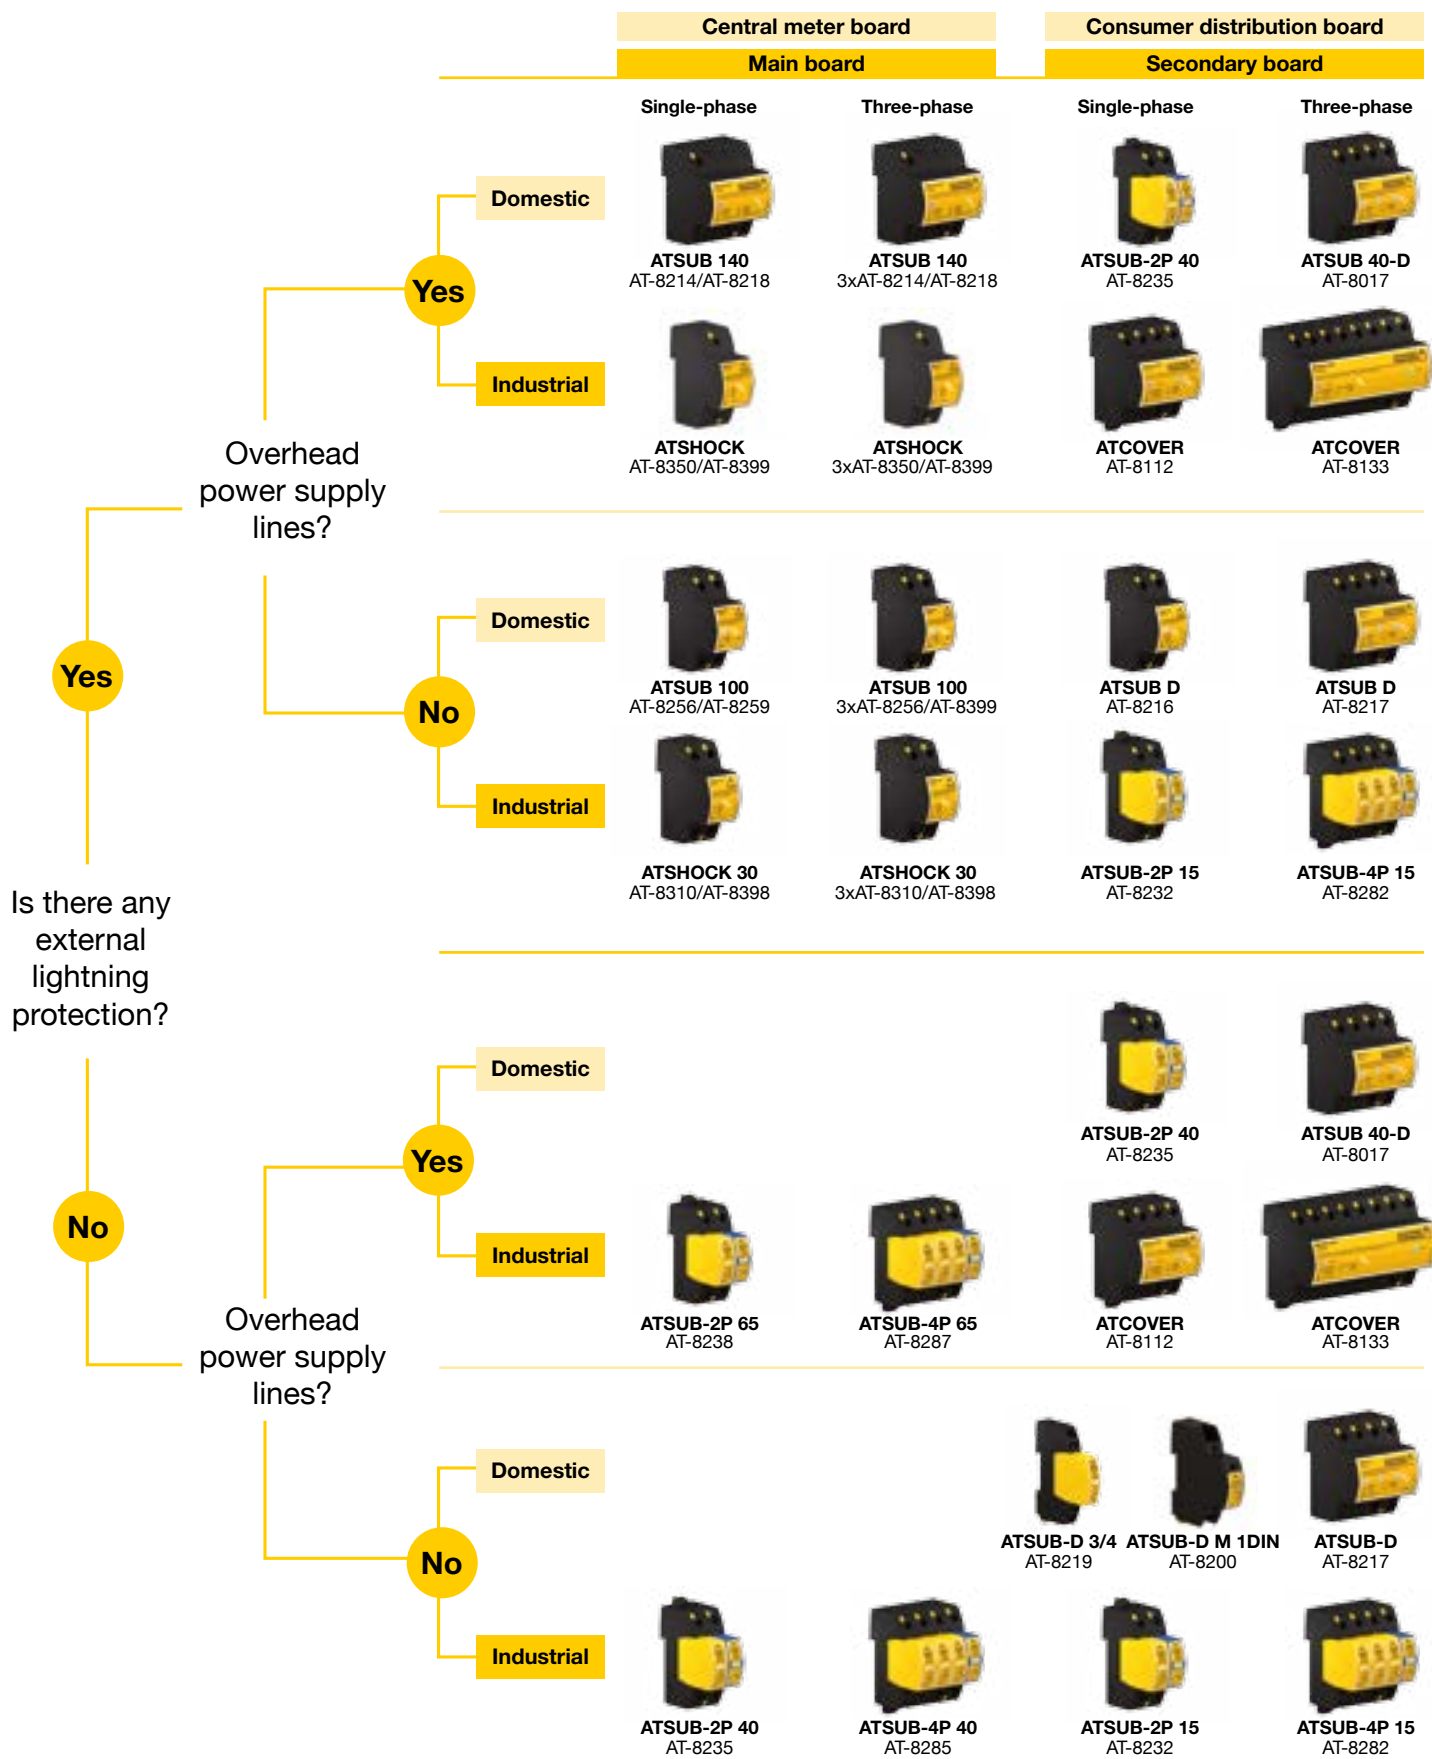 Central meter board
Consumer distribution board
Main board
Secondary board
Single-phase
Three-phase
Single-phase
Three-phase
Domestic
ATSUB 140
AT-8214/AT-8218
ATSUB 140
3xAT-8214/AT-8218
ATSUB-2P 40
AT-8235
ATSUB 40-D
AT-8017
Yes
Industrial
ATSHOCK
AT-8350/AT-8399
ATSHOCK
3xAT-8350/AT-8399
ATCOVER
AT-8112
ATCOVER
AT-8133
Overhead
power supply
lines?
Domestic
ATSUB 100
AT-8256/AT-8259
ATSUB 100
3xAT-8256/AT-8399
ATSUB D
AT-8216
ATSUB D
AT-8217
Yes
No
Industrial
ATSHOCK 30
AT-8310/AT-8398
ATSHOCK 30
3xAT-8310/AT-8398
ATSUB-2P 15
AT-8232
ATSUB-4P 15
AT-8282
Is there any
external
lightning
protection?
Domestic
ATSUB-2P 40
AT-8235
ATSUB 40-D
AT-8017
Yes
No
Industrial
ATSUB-2P 65
AT-8238
ATSUB-4P 65
AT-8287
ATCOVER
AT-8112
ATCOVER
AT-8133
Overhead
power supply
lines?
Domestic
ATSUB-D 3/4
AT-8219
ATSUB-D M 1DIN
AT-8200
ATSUB-D
AT-8217
No
Industrial
ATSUB-2P 40
AT-8235
ATSUB-4P 40
AT-8285
ATSUB-2P 15
AT-8232
ATSUB-4P 15
AT-8282